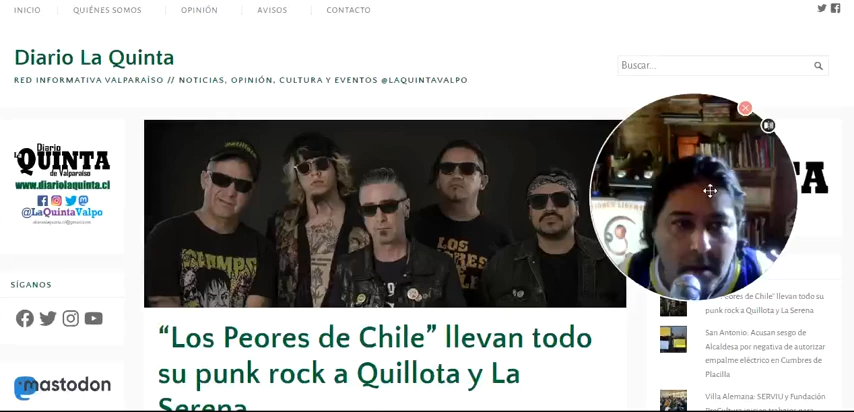 INICIO
QUIÉNES SOMOS
OPINIÓN
AVISOS
CONTACTO
Diario La Quinta
RED INFORMATIVA VALPARAÍSO // NOTICIAS, OPINIÓN, CULTURA Y EVENTOS @LAQUINTAVALPO
Buscar...
Diario
LA QUINTA
de Valparaíso
www.diariolaquinta.cl
@LaQuintaValpo
SÍGANOS
mastodon
“Los Peores de Chile” llevan todo
su punk rock a Quillota y La
Serena
de Chile” llevan todo su
punk rock a Quillota y La Serena
San Antonio: Acusan sesgo de
Alcaldesa por negativa de autorizar
empalme eléctrico en Cumbres de
Placilla
Villa Alemana: SERVIU y Fundación